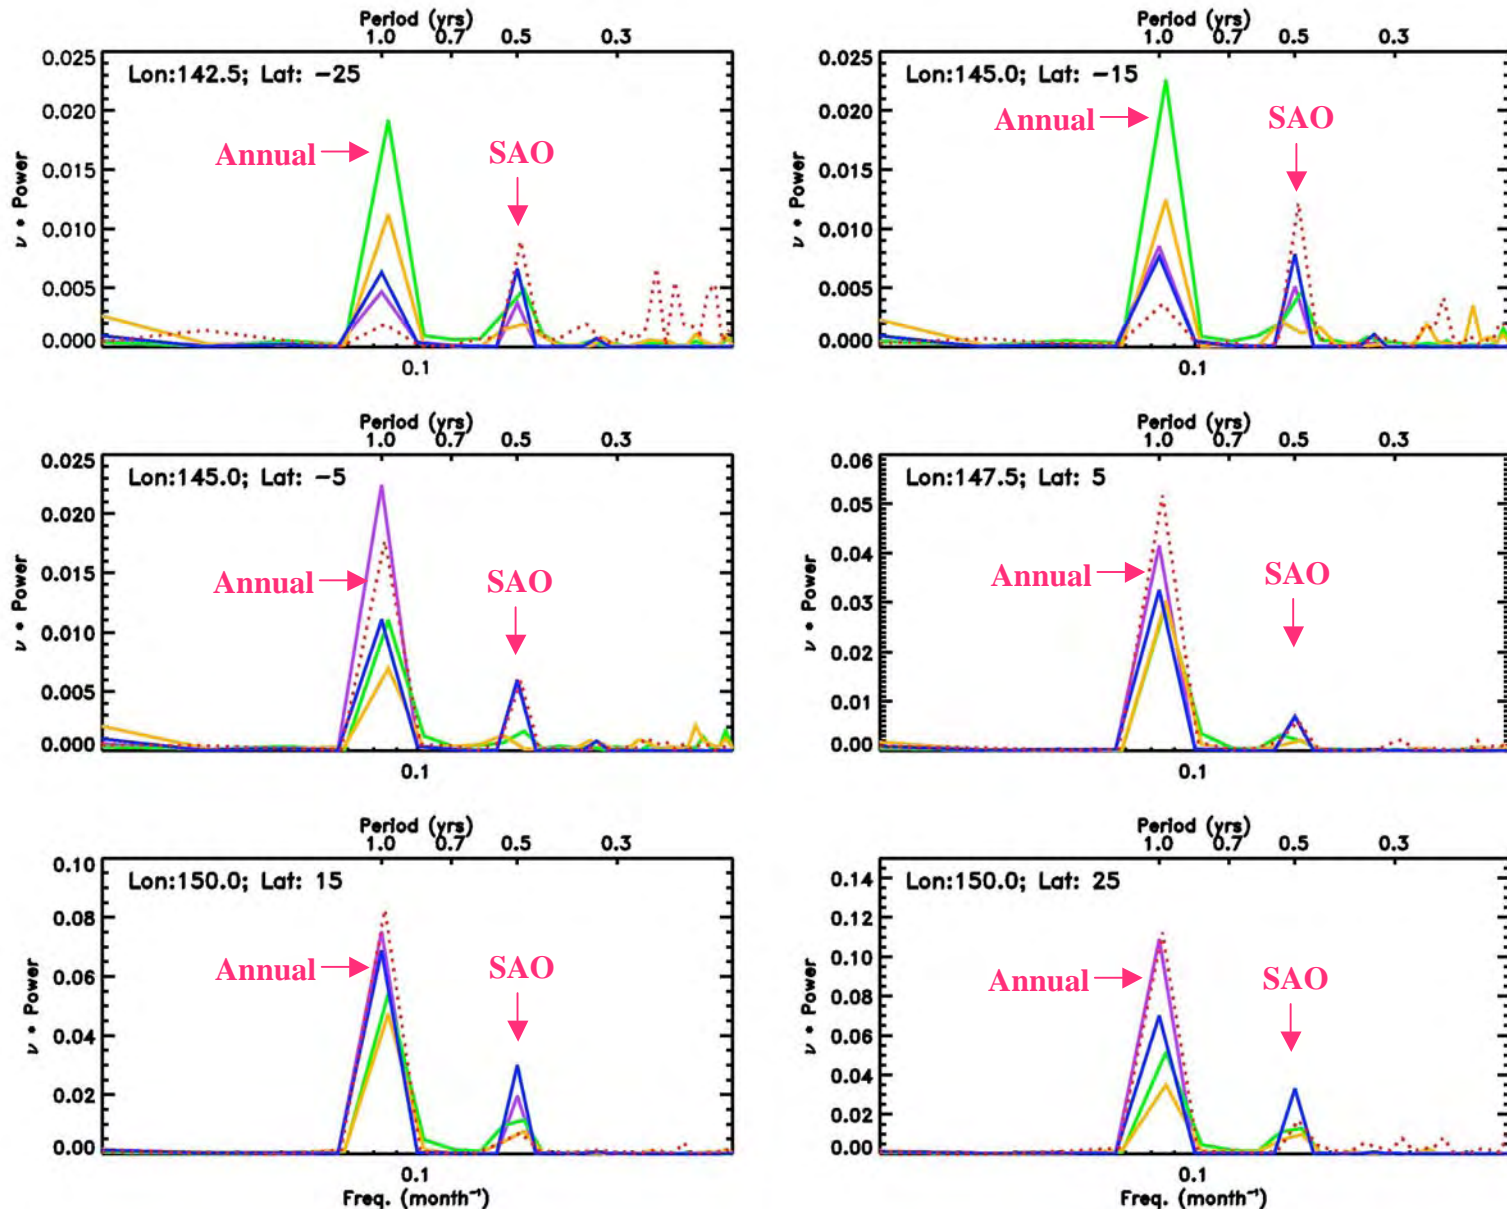 Period (yrs)
1.0 0.7 0.5 0.3
0.025
0.020
0.015
0.010
0.005
0.000
ν * Power
Lon:142.5; Lat: −25
Annual
SAO
0.1
Period (yrs)
1.0 0.7 0.5 0.3
0.025
0.020
0.015
0.010
0.005
0.000
ν * Power
Lon:145.0; Lat: −15
Annual
SAO
0.1
Period (yrs)
1.0 0.7 0.5 0.3
0.025
0.020
0.015
0.010
0.005
0.000
ν * Power
Lon:145.0; Lat: −5
Annual
SAO
0.1
Period (yrs)
1.0 0.7 0.5 0.3
0.06
0.05
0.04
0.03
0.02
0.01
0.00
ν * Power
Lon:147.5; Lat: 5
Annual
SAO
0.1
Period (yrs)
1.0 0.7 0.5 0.3
0.10
0.08
0.06
0.04
0.02
0.00
ν * Power
Lon:150.0; Lat: 15
Annual
SAO
0.1
Freq. (month⁻¹)
Period (yrs)
1.0 0.7 0.5 0.3
0.14
0.12
0.10
0.08
0.06
0.04
0.02
0.00
ν * Power
Lon:150.0; Lat: 25
Annual
SAO
0.1
Freq. (month⁻¹)